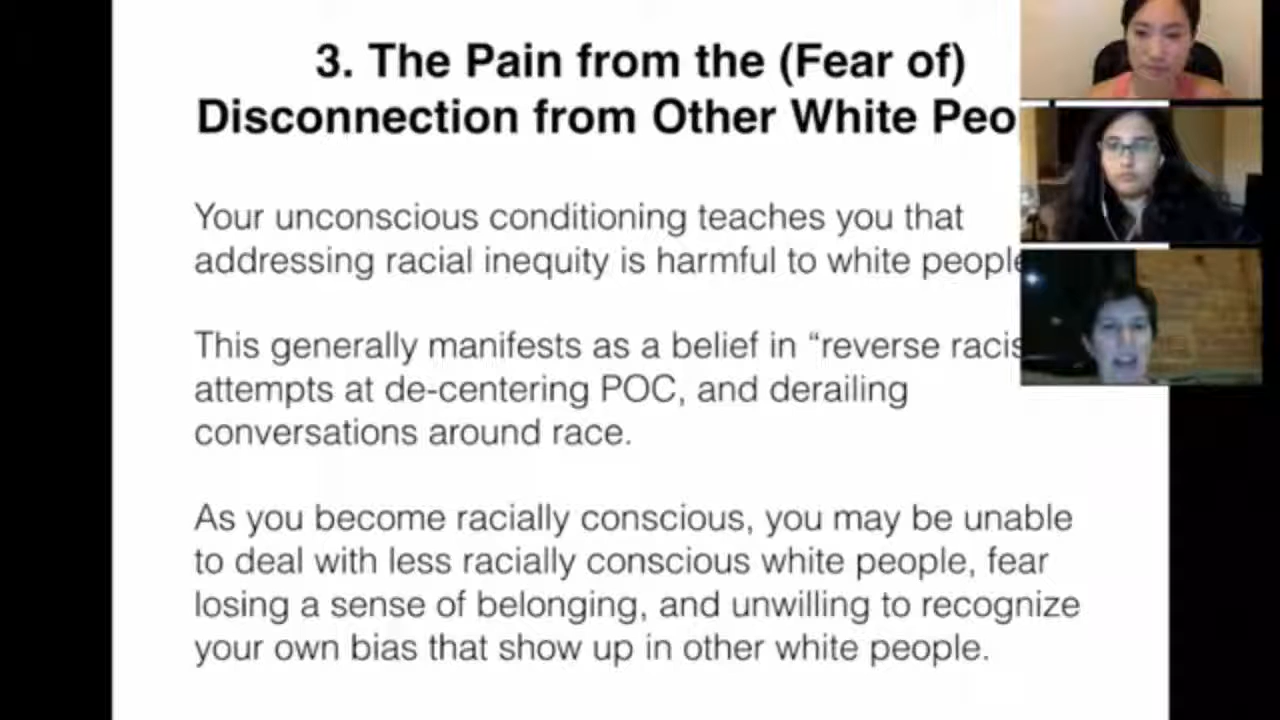 3. The Pain from the (Fear of)
Disconnection from Other White Peo
Your unconscious conditioning teaches you that
addressing racial inequity is harmful to white people
This generally manifests as a belief in “reverse racis
attempts at de-centering POC, and derailing
conversations around race.
As you become racially conscious, you may be unable
to deal with less racially conscious white people, fear
losing a sense of belonging, and unwilling to recognize
your own bias that show up in other white people.